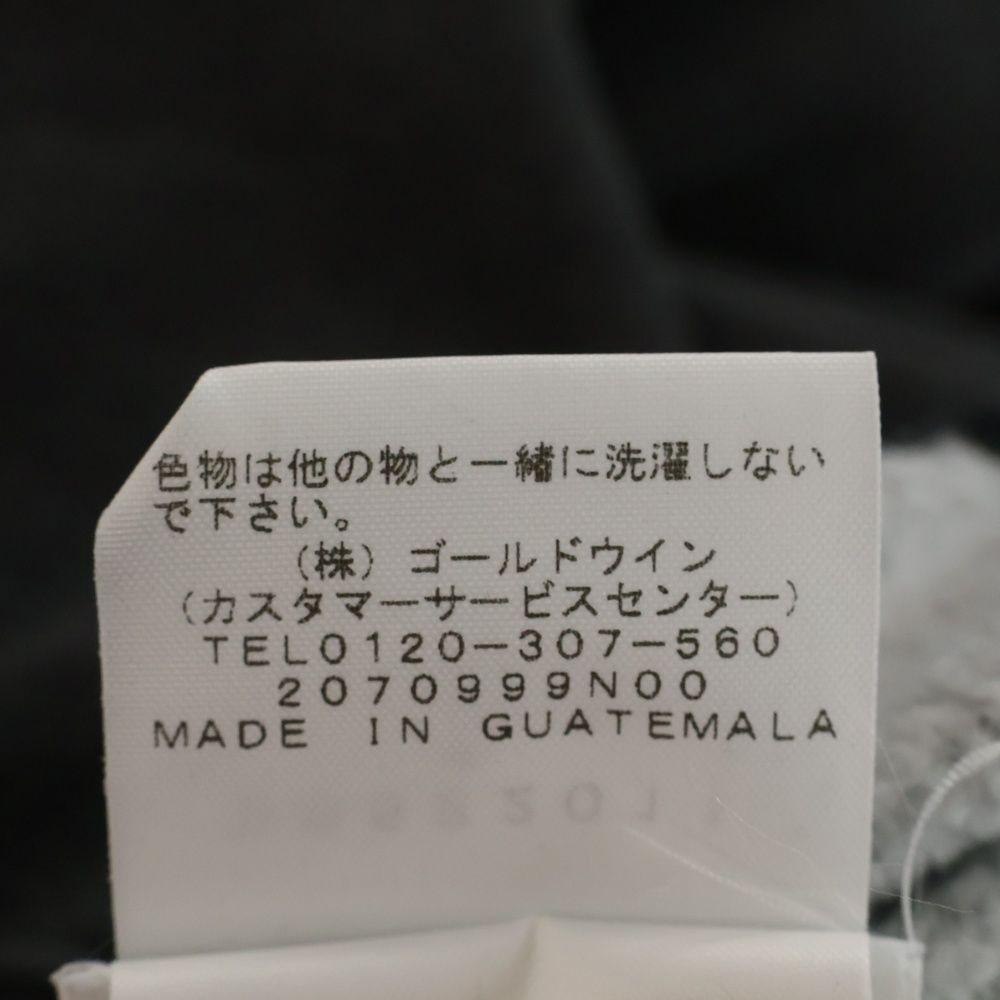 色物は他の物と一緒に洗濯しない
で下さい。
(株) ゴールドウイン
(カスタマーサービスセンター)
TEL0120-307-560
2070999N00
MADE IN GUATEMALA